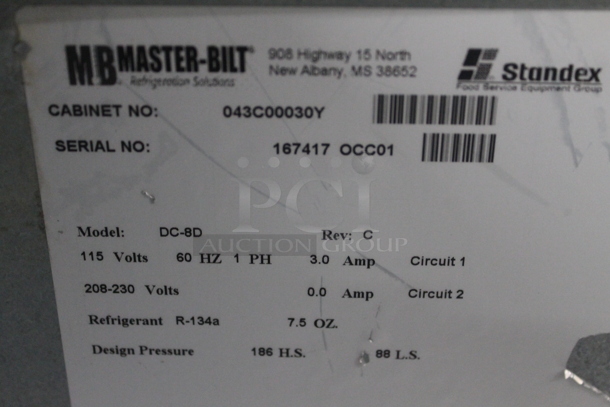 MB MASTER-BILT®
Refrigeration Solutions
908 Highway 15 North
New Albany, MS 38652
Standex
Food Service Equipment Group
CABINET NO: 043C00030Y
SERIAL NO: 167417 OCC01
PCI
AUCTION GROUP
Model: DC-8D Rev: C
115 Volts 60 HZ 1 PH 3.0 Amp Circuit 1
208-230 Volts 0.0 Amp Circuit 2
Refrigerant R-134a 7.5 OZ.
Design Pressure 186 H.S. 88 L.S.